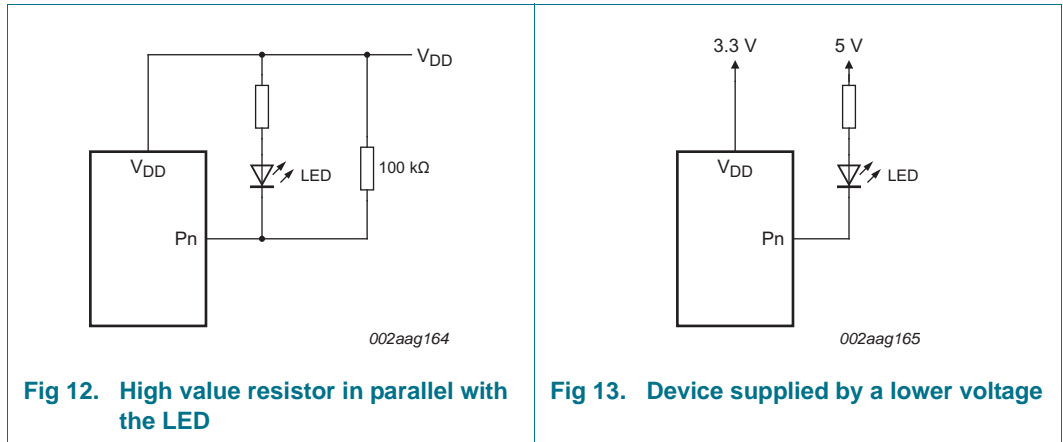 VDD
VDD
LED
100 kΩ
Pn
002aag164
Fig 12. High value resistor in parallel with
the LED
3.3 V
5 V
VDD
LED
Pn
002aag165
Fig 13. Device supplied by a lower voltage